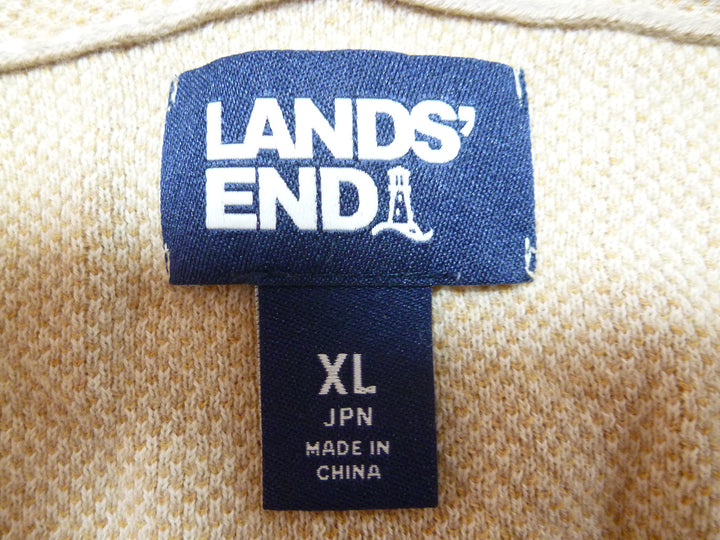 LANDS'
END
XL
JPN
MADE IN
CHINA